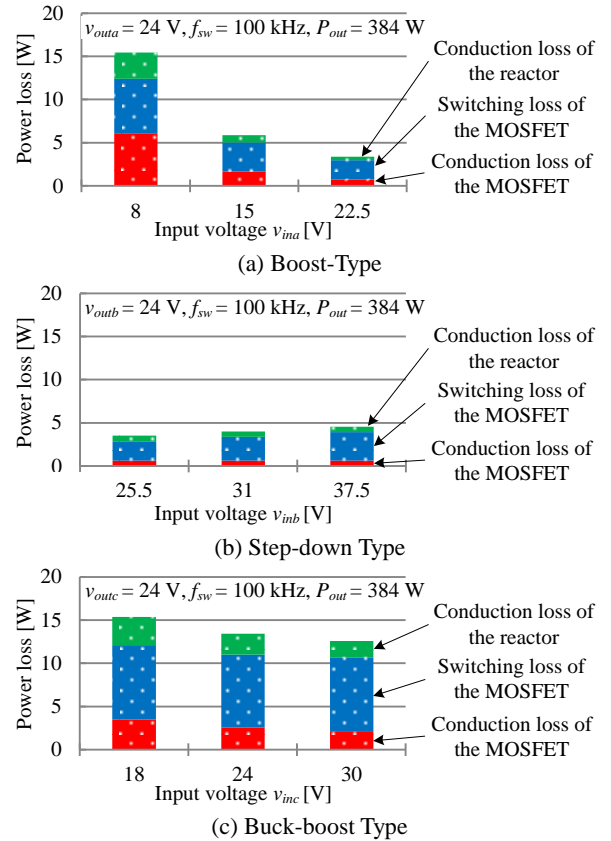 v_outa = 24 V, f_sw = 100 kHz, P_out = 384 W
Power loss [W]
20
15
10
5
0
8
15
22.5
Input voltage v_ina [V]
Conduction loss of
the reactor
Switching loss of
the MOSFET
Conduction loss of
the MOSFET
(a) Boost-Type
v_outb = 24 V, f_sw = 100 kHz, P_out = 384 W
Power loss [W]
20
15
10
5
0
25.5
31
37.5
Input voltage v_inb [V]
Conduction loss of
the reactor
Switching loss of
the MOSFET
Conduction loss of
the MOSFET
(b) Step-down Type
v_outc = 24 V, f_sw = 100 kHz, P_out = 384 W
Power loss [W]
20
15
10
5
0
18
24
30
Input voltage v_inc [V]
Conduction loss of
the reactor
Switching loss of
the MOSFET
Conduction loss of
the MOSFET
(c) Buck-boost Type